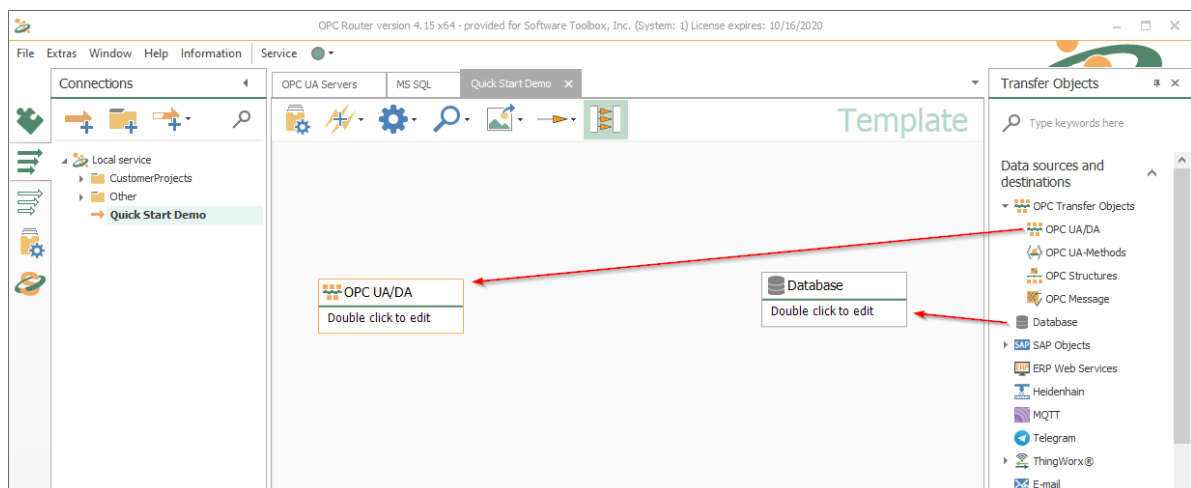 OPC Router version 4.15 x64 - provided for Software Toolbox, Inc. (System: 1) License expires: 10/16/2020
File Extras Window Help Information Service
Connections
Local service
CustomerProjects
Other
Quick Start Demo
OPC UA Servers MS SQL Quick Start Demo
Template
OPC UA/DA
Double click to edit
Database
Double click to edit
Transfer Objects
Type keywords here
Data sources and
destinations
OPC Transfer Objects
OPC UA/DA
OPC UA-Methods
OPC Structures
OPC Message
Database
SAP SAP Objects
ERP ERP Web Services
Heidenhain
MQTT
Telegram
ThingWorx®
E-mail